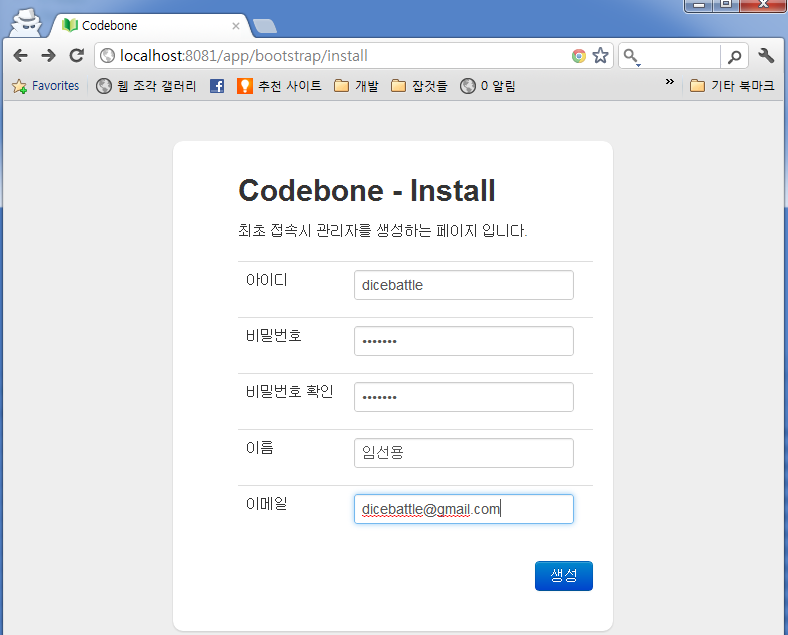 Codebone
localhost:8081/app/bootstrap/install
Favorites 웹 조각 갤러리 추천 사이트 개발 잡것들 0 알림 » 기타 북마크
Codebone - Install
최초 접속시 관리자를 생성하는 페이지 입니다.
아이디 dicebattle
비밀번호 •••••••
비밀번호 확인 •••••••
이름 임선용
이메일 dicebattle@gmail.com
생성